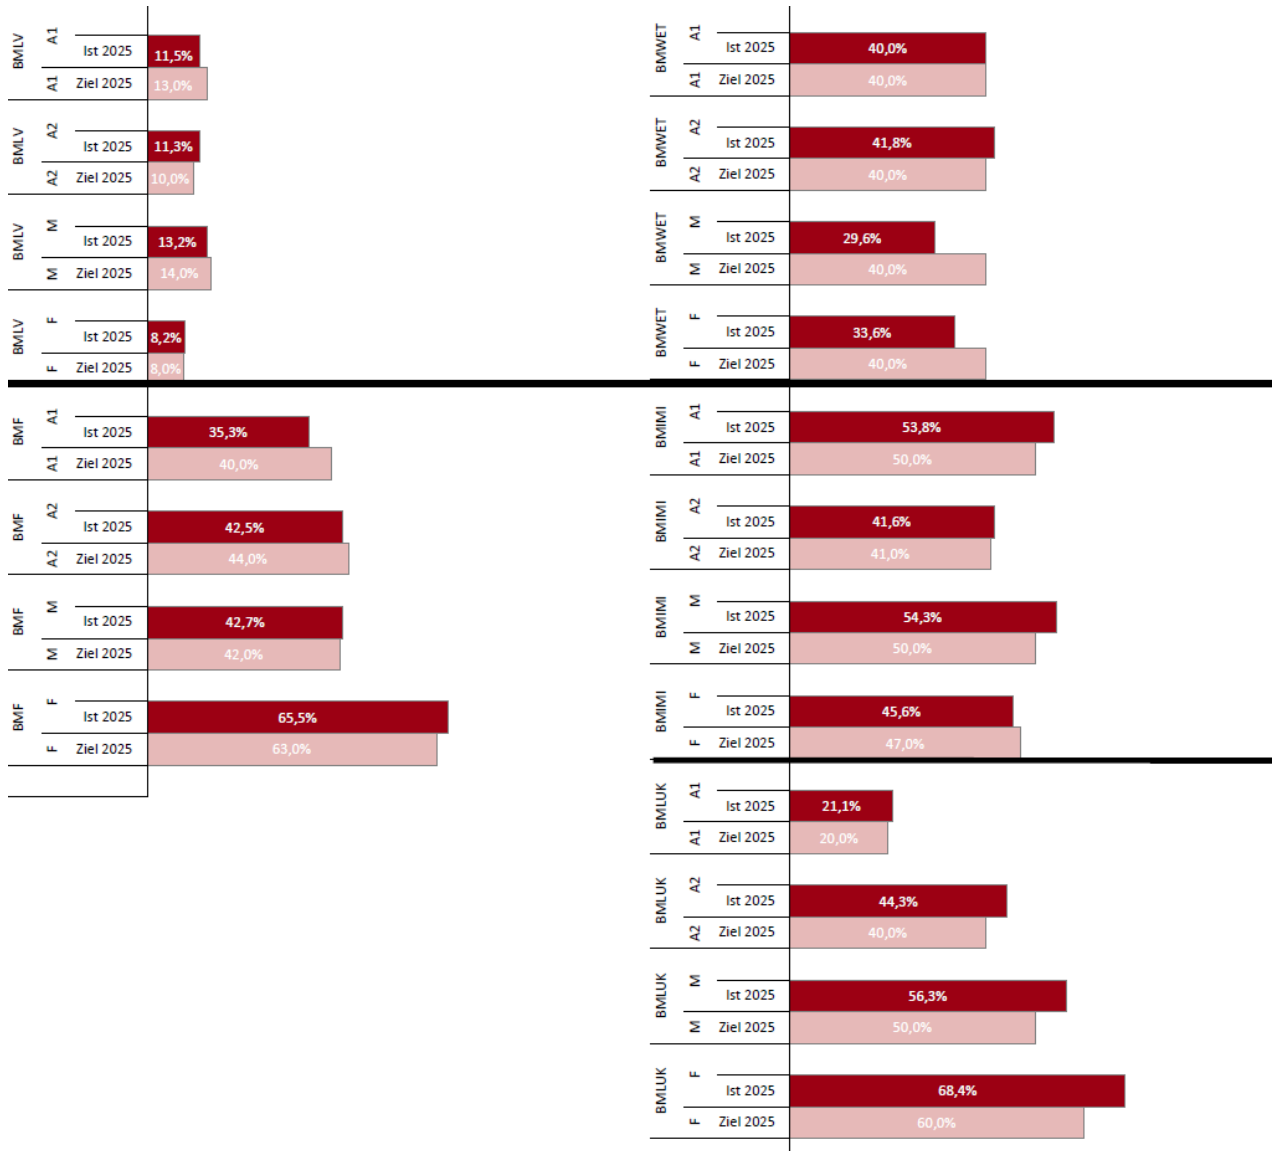 BMLV A1 Ist 2025 11,5%
A1 Ziel 2025 13,0%
BMLV A2 Ist 2025 11,3%
A2 Ziel 2025 10,0%
BMLV M Ist 2025 13,2%
M Ziel 2025 14,0%
BMLV F Ist 2025 8,2%
F Ziel 2025 8,0%
BMF A1 Ist 2025 35,3%
A1 Ziel 2025 40,0%
BMF A2 Ist 2025 42,5%
A2 Ziel 2025 44,0%
BMF M Ist 2025 42,7%
M Ziel 2025 42,0%
BMF F Ist 2025 65,5%
F Ziel 2025 63,0%
BMWET A1 Ist 2025 40,0%
A1 Ziel 2025 40,0%
BMWET A2 Ist 2025 41,8%
A2 Ziel 2025 40,0%
BMWET M Ist 2025 29,6%
M Ziel 2025 40,0%
BMWET F Ist 2025 33,6%
F Ziel 2025 40,0%
BMIMI A1 Ist 2025 53,8%
A1 Ziel 2025 50,0%
BMIMI A2 Ist 2025 41,6%
A2 Ziel 2025 41,0%
BMIMI M Ist 2025 54,3%
M Ziel 2025 50,0%
BMIMI F Ist 2025 45,6%
F Ziel 2025 47,0%
BMLUK A1 Ist 2025 21,1%
A1 Ziel 2025 20,0%
BMLUK A2 Ist 2025 44,3%
A2 Ziel 2025 40,0%
BMLUK M Ist 2025 56,3%
M Ziel 2025 50,0%
BMLUK F Ist 2025 68,4%
F Ziel 2025 60,0%